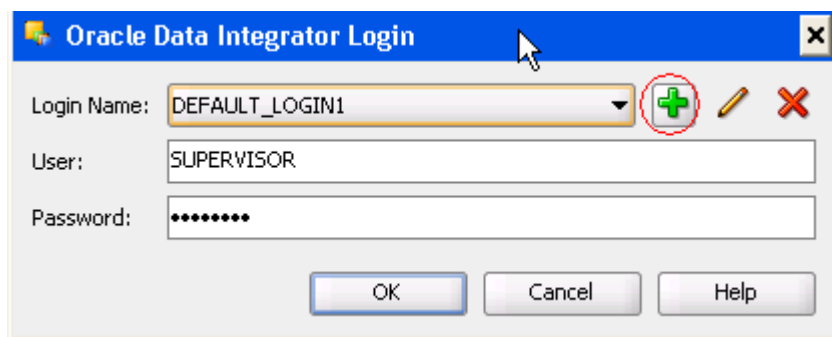 Oracle Data Integrator Login
Login Name: DEFAULT_LOGIN1
User: SUPERVISOR
Password: ••••••••
OK Cancel Help